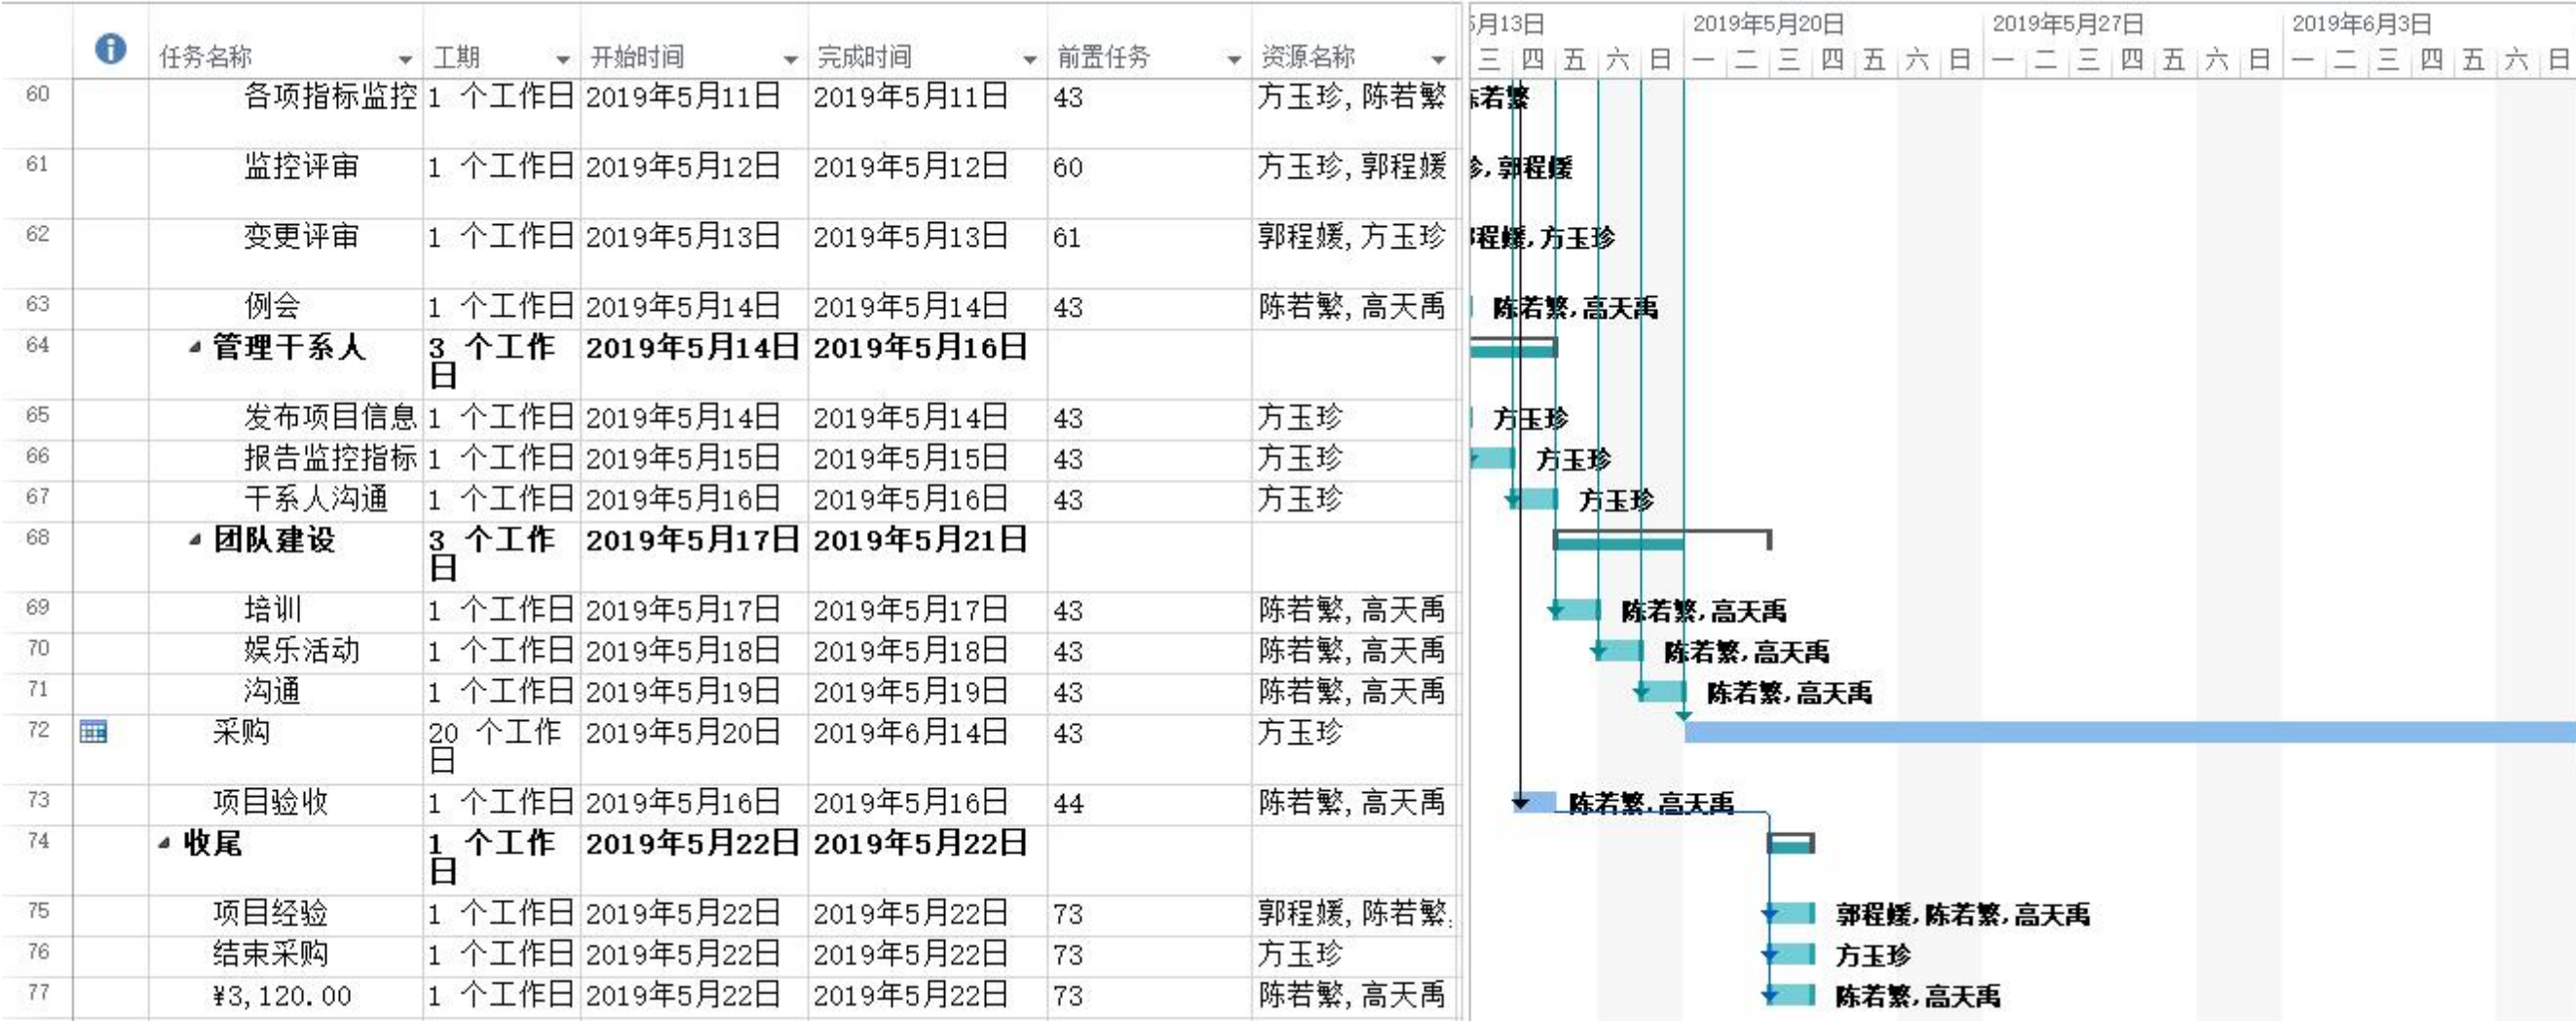 任务名称 工期 开始时间 完成时间 前置任务 资源名称
5月13日 2019年5月20日 2019年5月27日 2019年6月3日
三 四 五 六 日 一 二 三 四 五 六 日 一 二 三 四 五 六 日 一 二 三 四 五 六 日
60 各项指标监控 1 个工作日 2019年5月11日 2019年5月11日 43 方玉珍, 陈若繁 若繁
61 监控评审 1 个工作日 2019年5月12日 2019年5月12日 60 方玉珍, 郭程媛 珍, 郭程媛
62 变更评审 1 个工作日 2019年5月13日 2019年5月13日 61 郭程媛, 方玉珍 程媛, 方玉珍
63 例会 1 个工作日 2019年5月14日 2019年5月14日 43 陈若繁, 高天禹 陈若繁, 高天禹
64 管理干系人 3 个工作日 2019年5月14日 2019年5月16日
65 发布项目信息 1 个工作日 2019年5月14日 2019年5月14日 43 方玉珍 方玉珍
66 报告监控指标 1 个工作日 2019年5月15日 2019年5月15日 43 方玉珍 方玉珍
67 干系人沟通 1 个工作日 2019年5月16日 2019年5月16日 43 方玉珍 方玉珍
68 团队建设 3 个工作日 2019年5月17日 2019年5月21日
69 培训 1 个工作日 2019年5月17日 2019年5月17日 43 陈若繁, 高天禹 陈若繁, 高天禹
70 娱乐活动 1 个工作日 2019年5月18日 2019年5月18日 43 陈若繁, 高天禹 陈若繁, 高天禹
71 沟通 1 个工作日 2019年5月19日 2019年5月19日 43 陈若繁, 高天禹 陈若繁, 高天禹
72 采购 20 个工作日 2019年5月20日 2019年6月14日 43 方玉珍
73 项目验收 1 个工作日 2019年5月16日 2019年5月16日 44 陈若繁, 高天禹 陈若繁, 高天禹
74 收尾 1 个工作日 2019年5月22日 2019年5月22日
75 项目经验 1 个工作日 2019年5月22日 2019年5月22日 73 郭程媛, 陈若繁, 郭程媛, 陈若繁, 高天禹
76 结束采购 1 个工作日 2019年5月22日 2019年5月22日 73 方玉珍 方玉珍
77 ¥3,120.00 1 个工作日 2019年5月22日 2019年5月22日 73 陈若繁, 高天禹 陈若繁, 高天禹